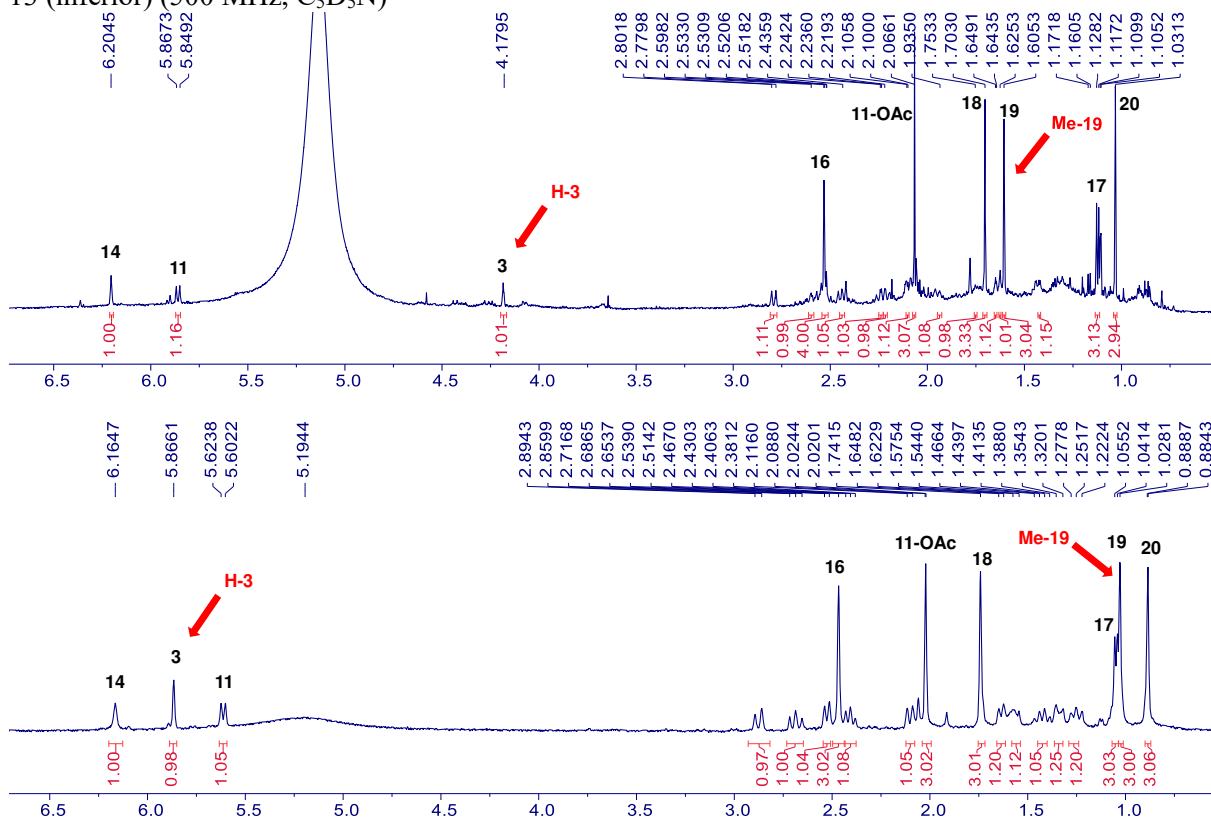 15 (inferior) (500 MHz, C5D5N)
6.2045 5.8673 5.8492 4.1795 2.8018 2.7798 2.5982 2.5330 2.5309 2.5206 2.5182 2.4359 2.2424 2.2360 2.2193 2.1058 2.1000 2.0661 1.9350 1.7533 1.7030 1.6491 1.6435 1.6253 1.6053 1.1718 1.1605 1.1282 1.1172 1.1099 1.1052 1.0313
11-OAc 18 19 20
Me-19
16
17
H-3
14 11 3
1.00 1.16 1.01 1.11 0.99 4.00 1.05 1.03 0.98 1.12 3.07 1.08 0.98 3.33 1.12 1.01 3.04 1.15 3.13 2.94
6.5 6.0 5.5 5.0 4.5 4.0 3.5 3.0 2.5 2.0 1.5 1.0
6.1647 5.8661 5.6238 5.6022 5.1944 2.8943 2.8599 2.7168 2.6865 2.6537 2.5390 2.5142 2.4670 2.4303 2.4063 2.3812 2.1160 2.0880 2.0244 2.0201 1.7415 1.6482 1.6229 1.5754 1.5440 1.4664 1.4397 1.4135 1.3880 1.3543 1.3201 1.2778 1.2517 1.2224 1.0552 1.0414 1.0281 0.8887 0.8843
11-OAc Me-19 19 20
16 18
H-3
17
14 3 11
1.00 0.98 1.05 0.97 1.00 1.04 3.02 1.08 1.05 3.02 3.01 1.20 1.12 1.05 1.25 1.20 3.03 3.00 3.06
6.5 6.0 5.5 5.0 4.5 4.0 3.5 3.0 2.5 2.0 1.5 1.0